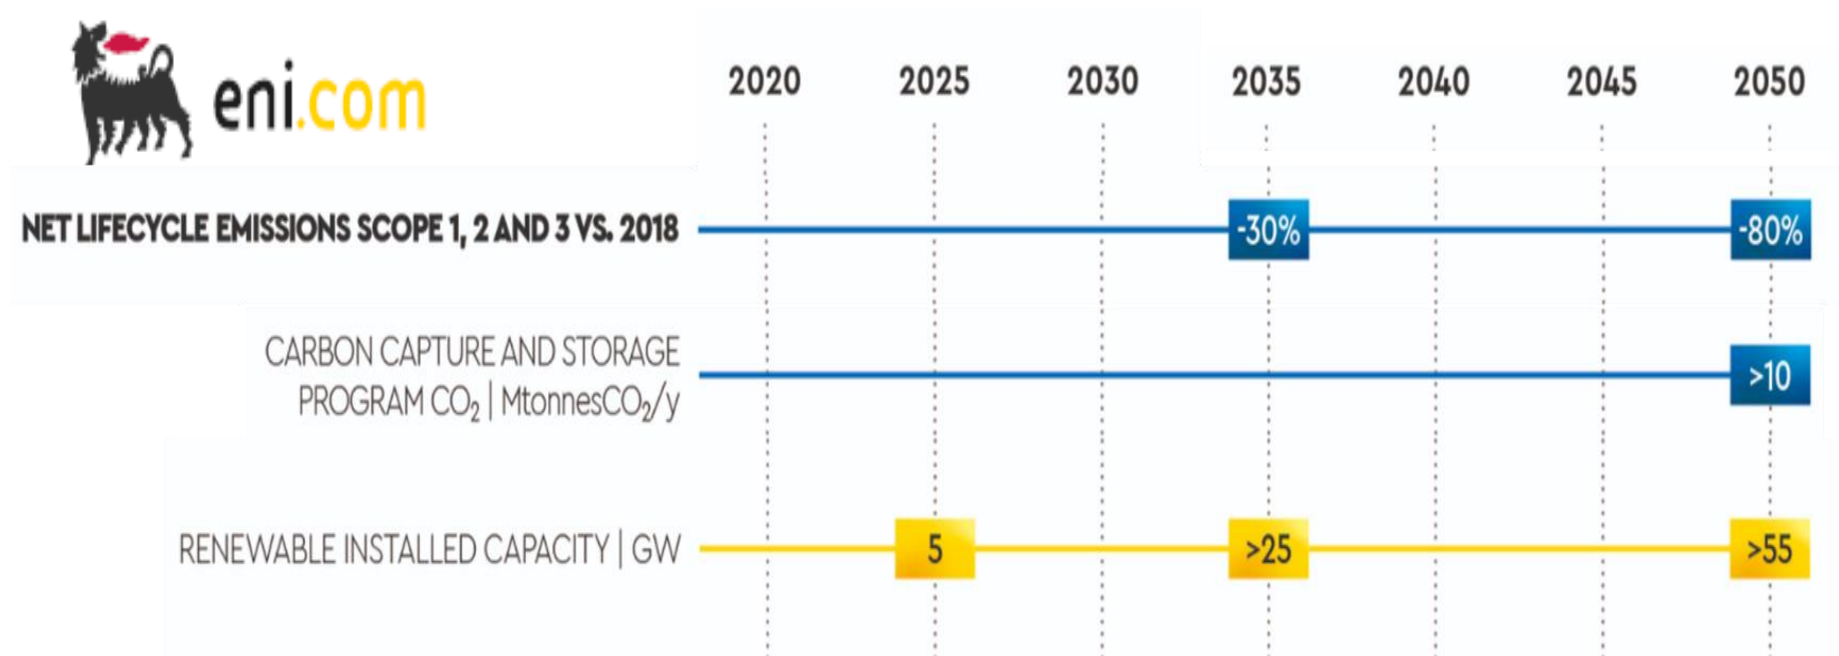 eni.com
2020 2025 2030 2035 2040 2045 2050
NET LIFECYCLE EMISSIONS SCOPE 1, 2 AND 3 VS. 2018 -30% -80%
CARBON CAPTURE AND STORAGE
PROGRAM CO₂ | MtonnesCO₂/y >10
RENEWABLE INSTALLED CAPACITY | GW 5 >25 >55